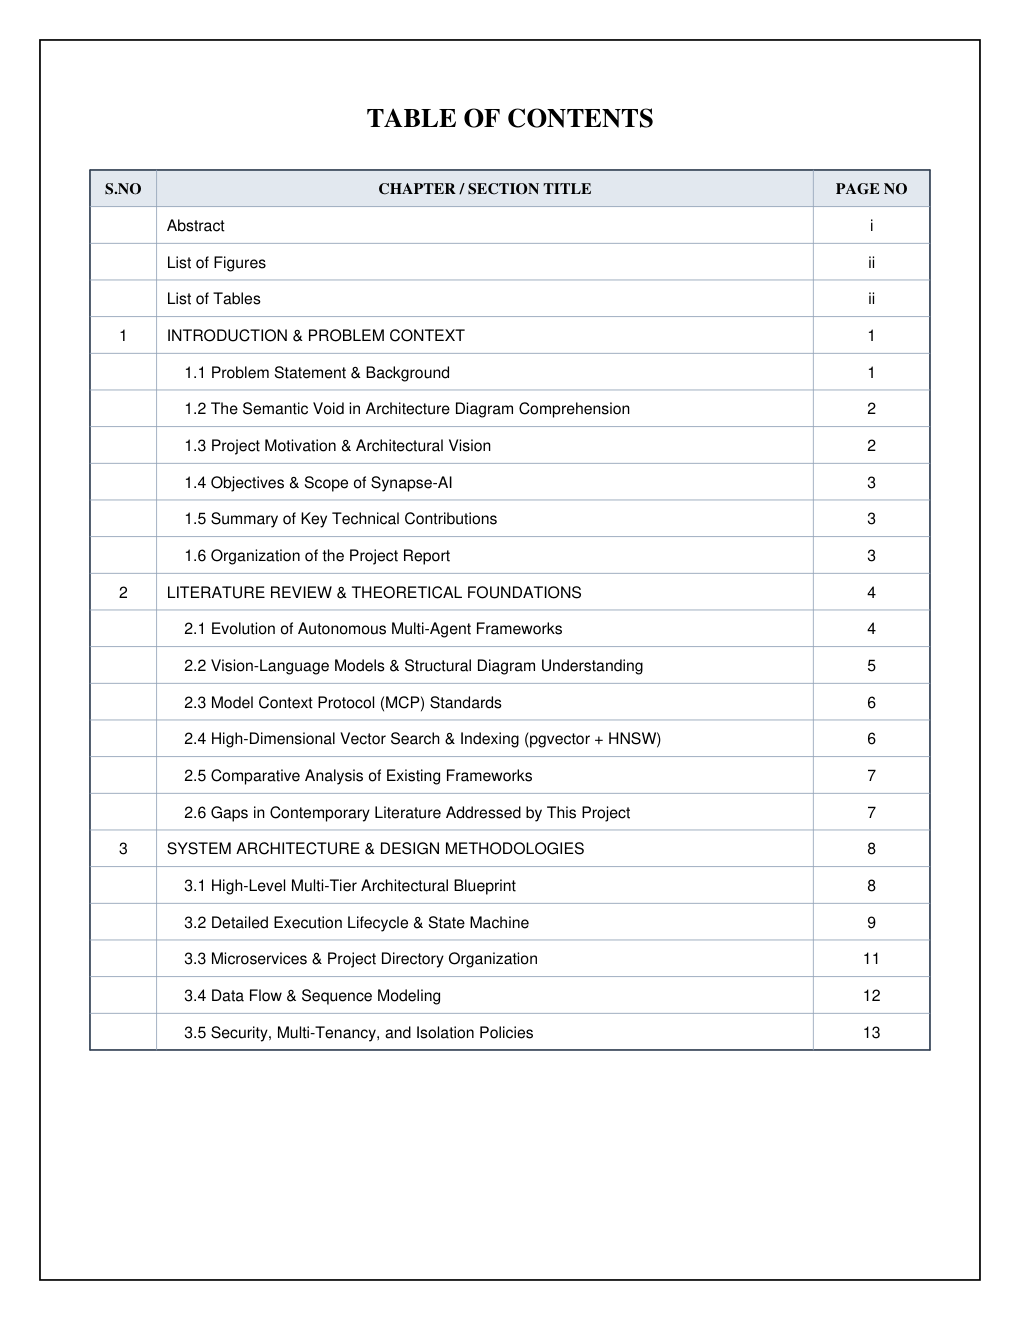 TABLE OF CONTENTS
S.NO CHAPTER / SECTION TITLE PAGE NO
Abstract i
List of Figures ii
List of Tables ii
1 INTRODUCTION & PROBLEM CONTEXT 1
1.1 Problem Statement & Background 1
1.2 The Semantic Void in Architecture Diagram Comprehension 2
1.3 Project Motivation & Architectural Vision 2
1.4 Objectives & Scope of Synapse-AI 3
1.5 Summary of Key Technical Contributions 3
1.6 Organization of the Project Report 3
2 LITERATURE REVIEW & THEORETICAL FOUNDATIONS 4
2.1 Evolution of Autonomous Multi-Agent Frameworks 4
2.2 Vision-Language Models & Structural Diagram Understanding 5
2.3 Model Context Protocol (MCP) Standards 6
2.4 High-Dimensional Vector Search & Indexing (pgvector + HNSW) 6
2.5 Comparative Analysis of Existing Frameworks 7
2.6 Gaps in Contemporary Literature Addressed by This Project 7
3 SYSTEM ARCHITECTURE & DESIGN METHODOLOGIES 8
3.1 High-Level Multi-Tier Architectural Blueprint 8
3.2 Detailed Execution Lifecycle & State Machine 9
3.3 Microservices & Project Directory Organization 11
3.4 Data Flow & Sequence Modeling 12
3.5 Security, Multi-Tenancy, and Isolation Policies 13